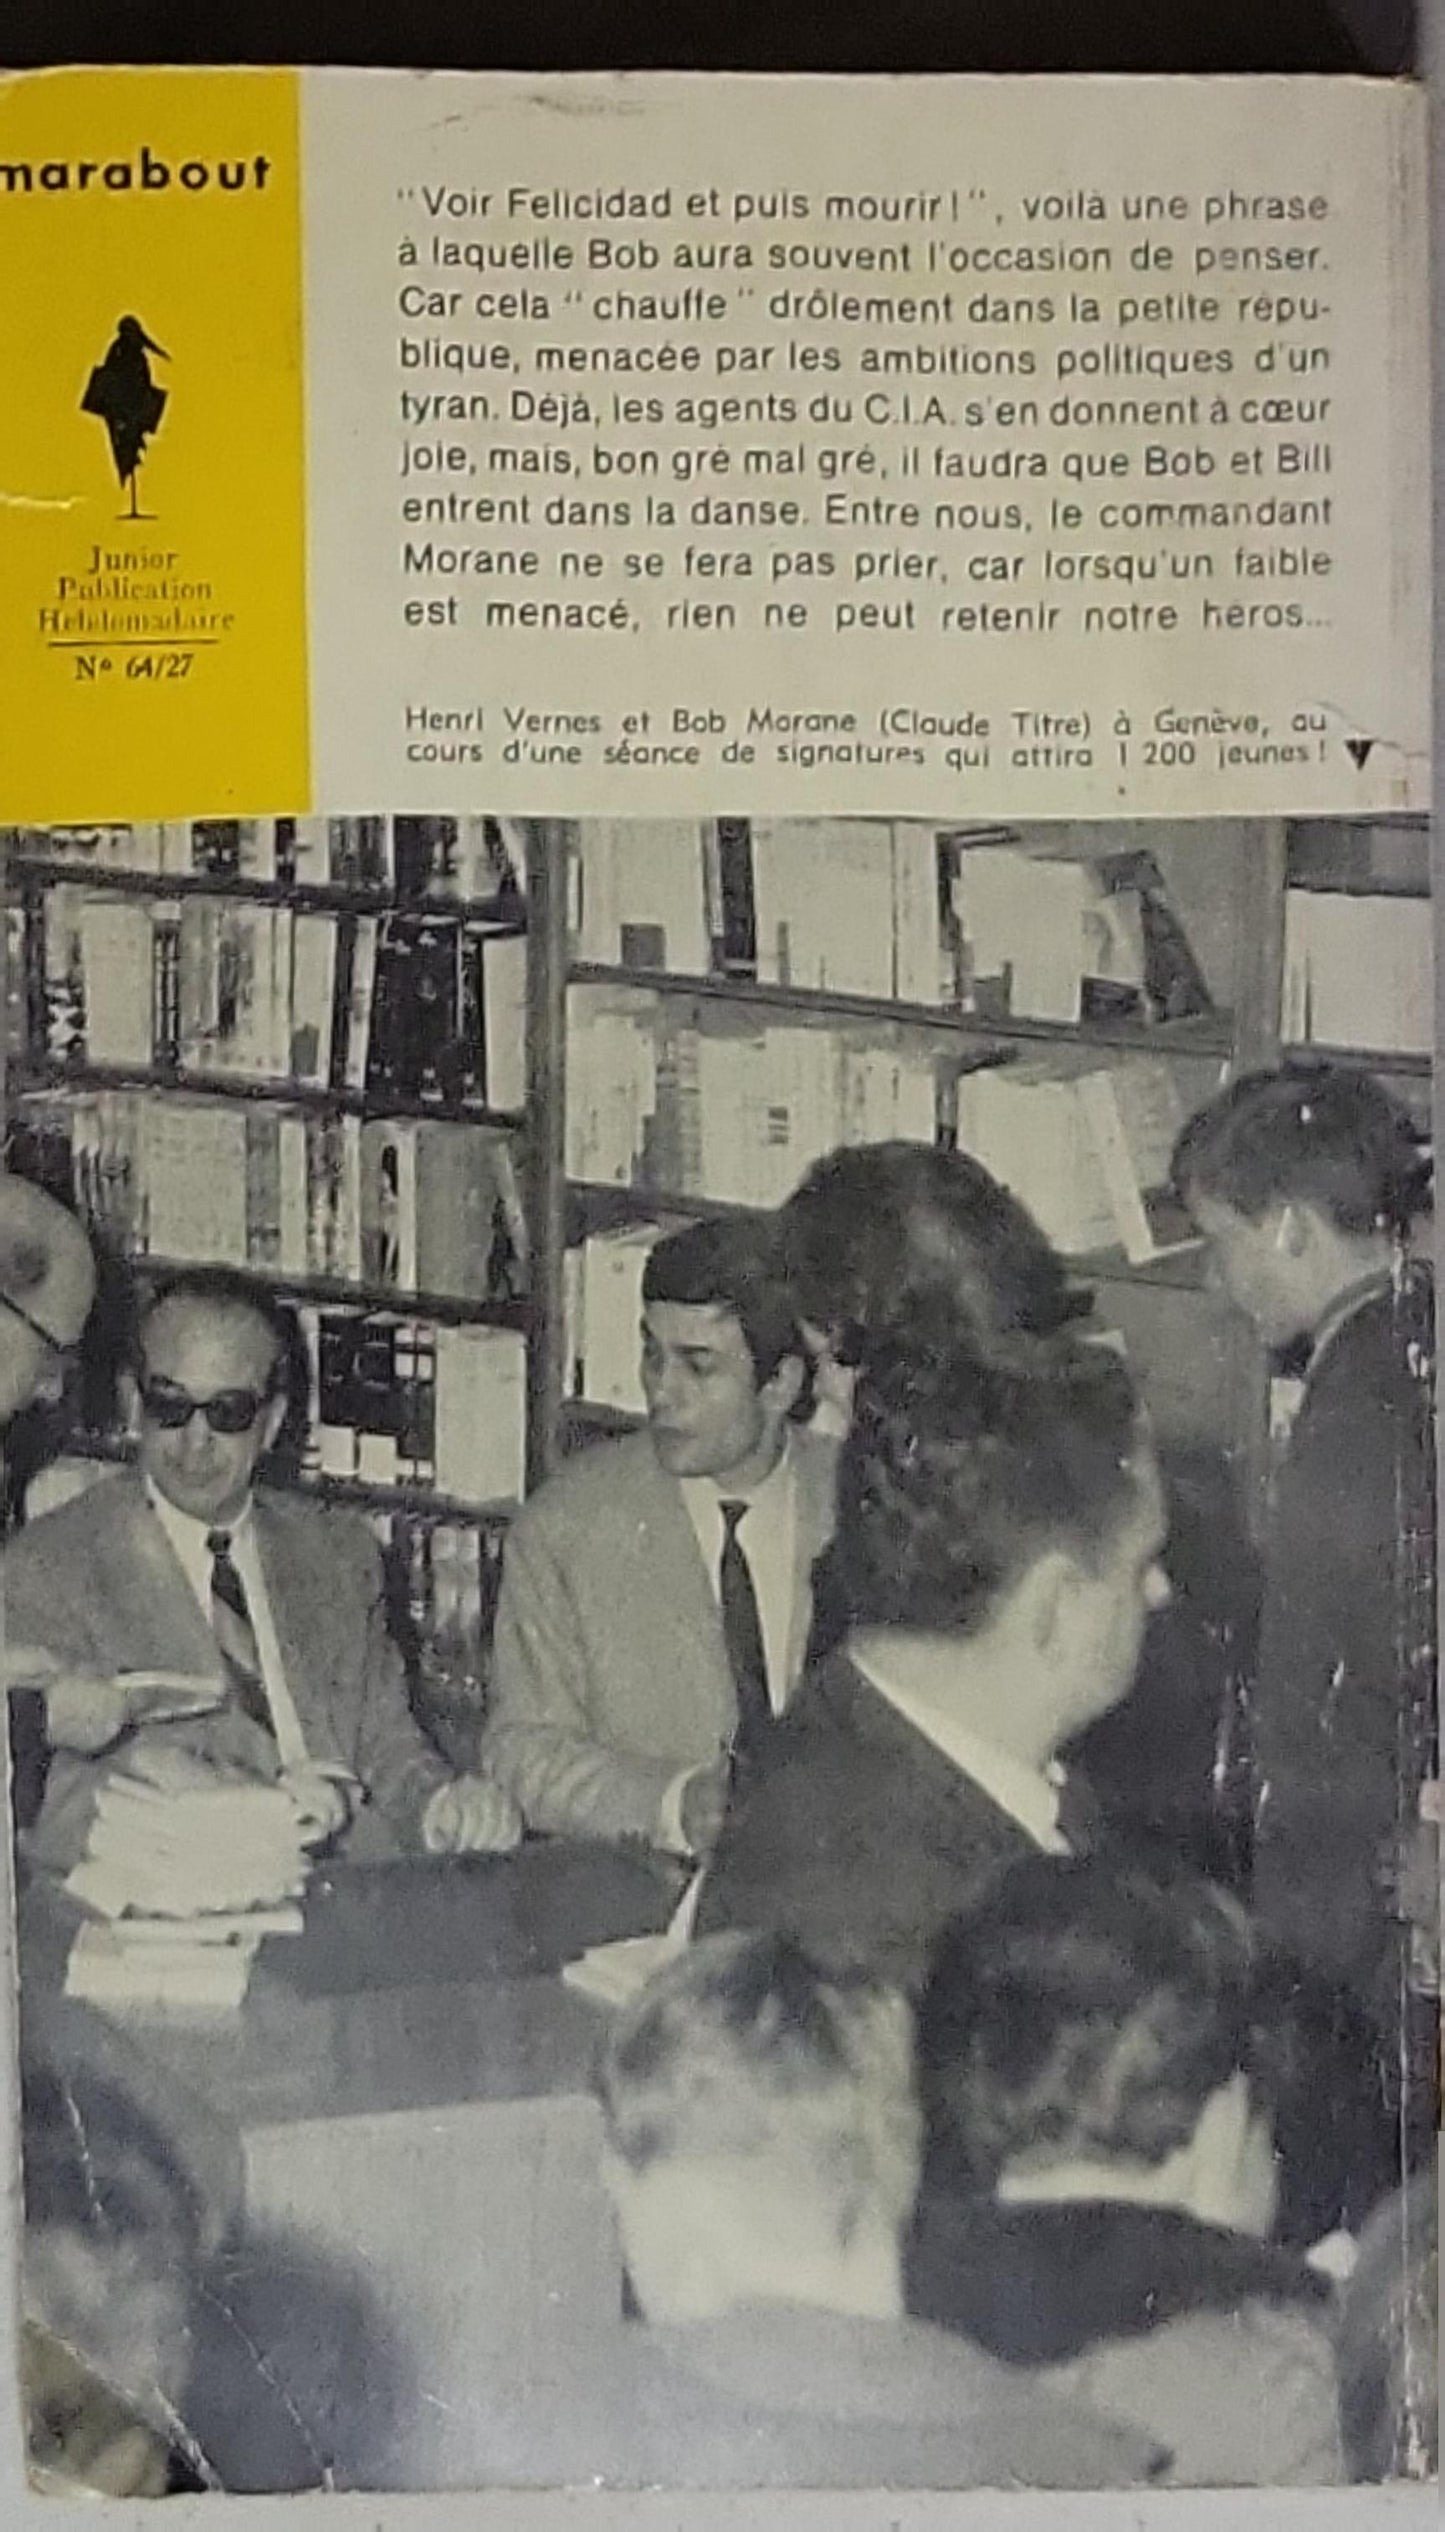 marabout
Junior
Publication
Hebdomadaire
Nº 64/27
"Voir Felicidad et puis mourir!", voilà une phrase
à laquelle Bob aura souvent l'occasion de penser.
Car cela "chauffe" drôlement dans la petite répu-
blique, menacée par les ambitions politiques d'un
tyran. Déjà, les agents du C.I.A. s'en donnent à cœur
joie, mais, bon gré mal gré, il faudra que Bob et Bill
entrent dans la danse. Entre nous, le commandant
Morane ne se fera pas prier, car lorsqu'un faible
est menacé, rien ne peut retenir notre héros...
Henri Vernes et Bob Morane (Claude Titre) à Genève, au
cours d'une séance de signatures qui attira 1 200 jeunes!